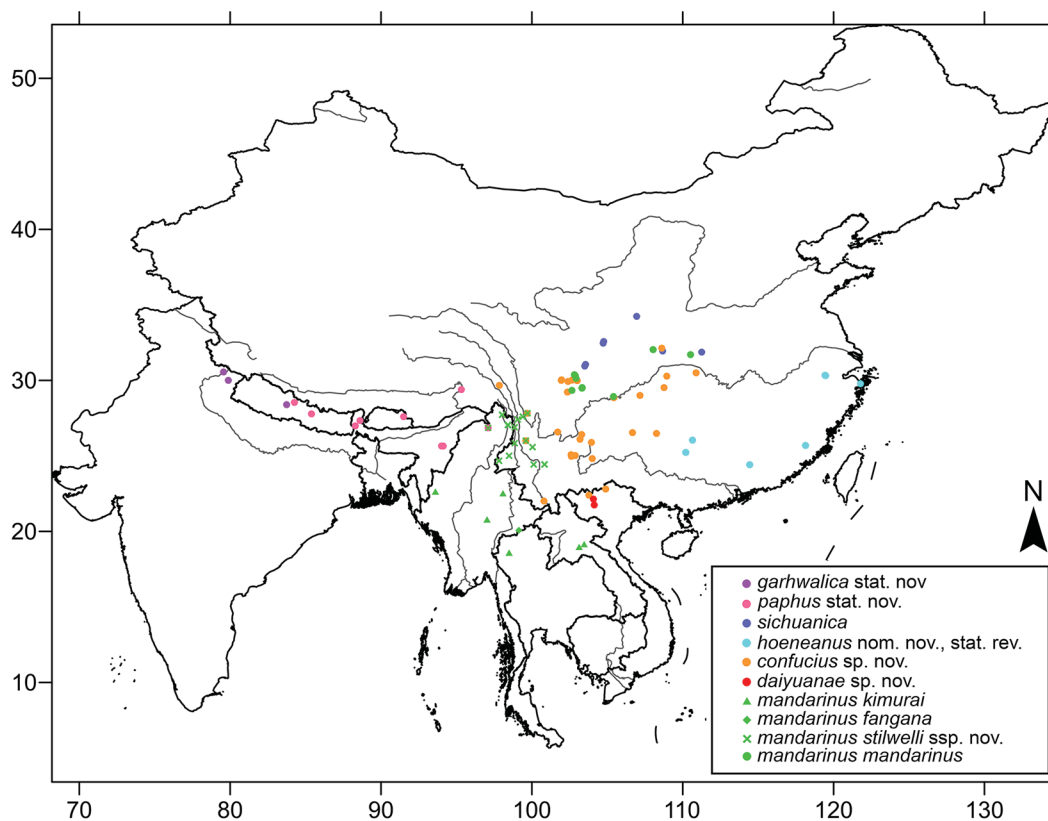 50
40
30
20
10
70
80
90
100
110
120
130
N
garhwalica stat. nov
paphus stat. nov.
sichuanica
hoeneanus nom. nov., stat. rev.
confucius sp. nov.
daiyuanae sp. nov.
mandarinus kimurai
mandarinus fangana
mandarinus stilwelli ssp. nov.
mandarinus mandarinus